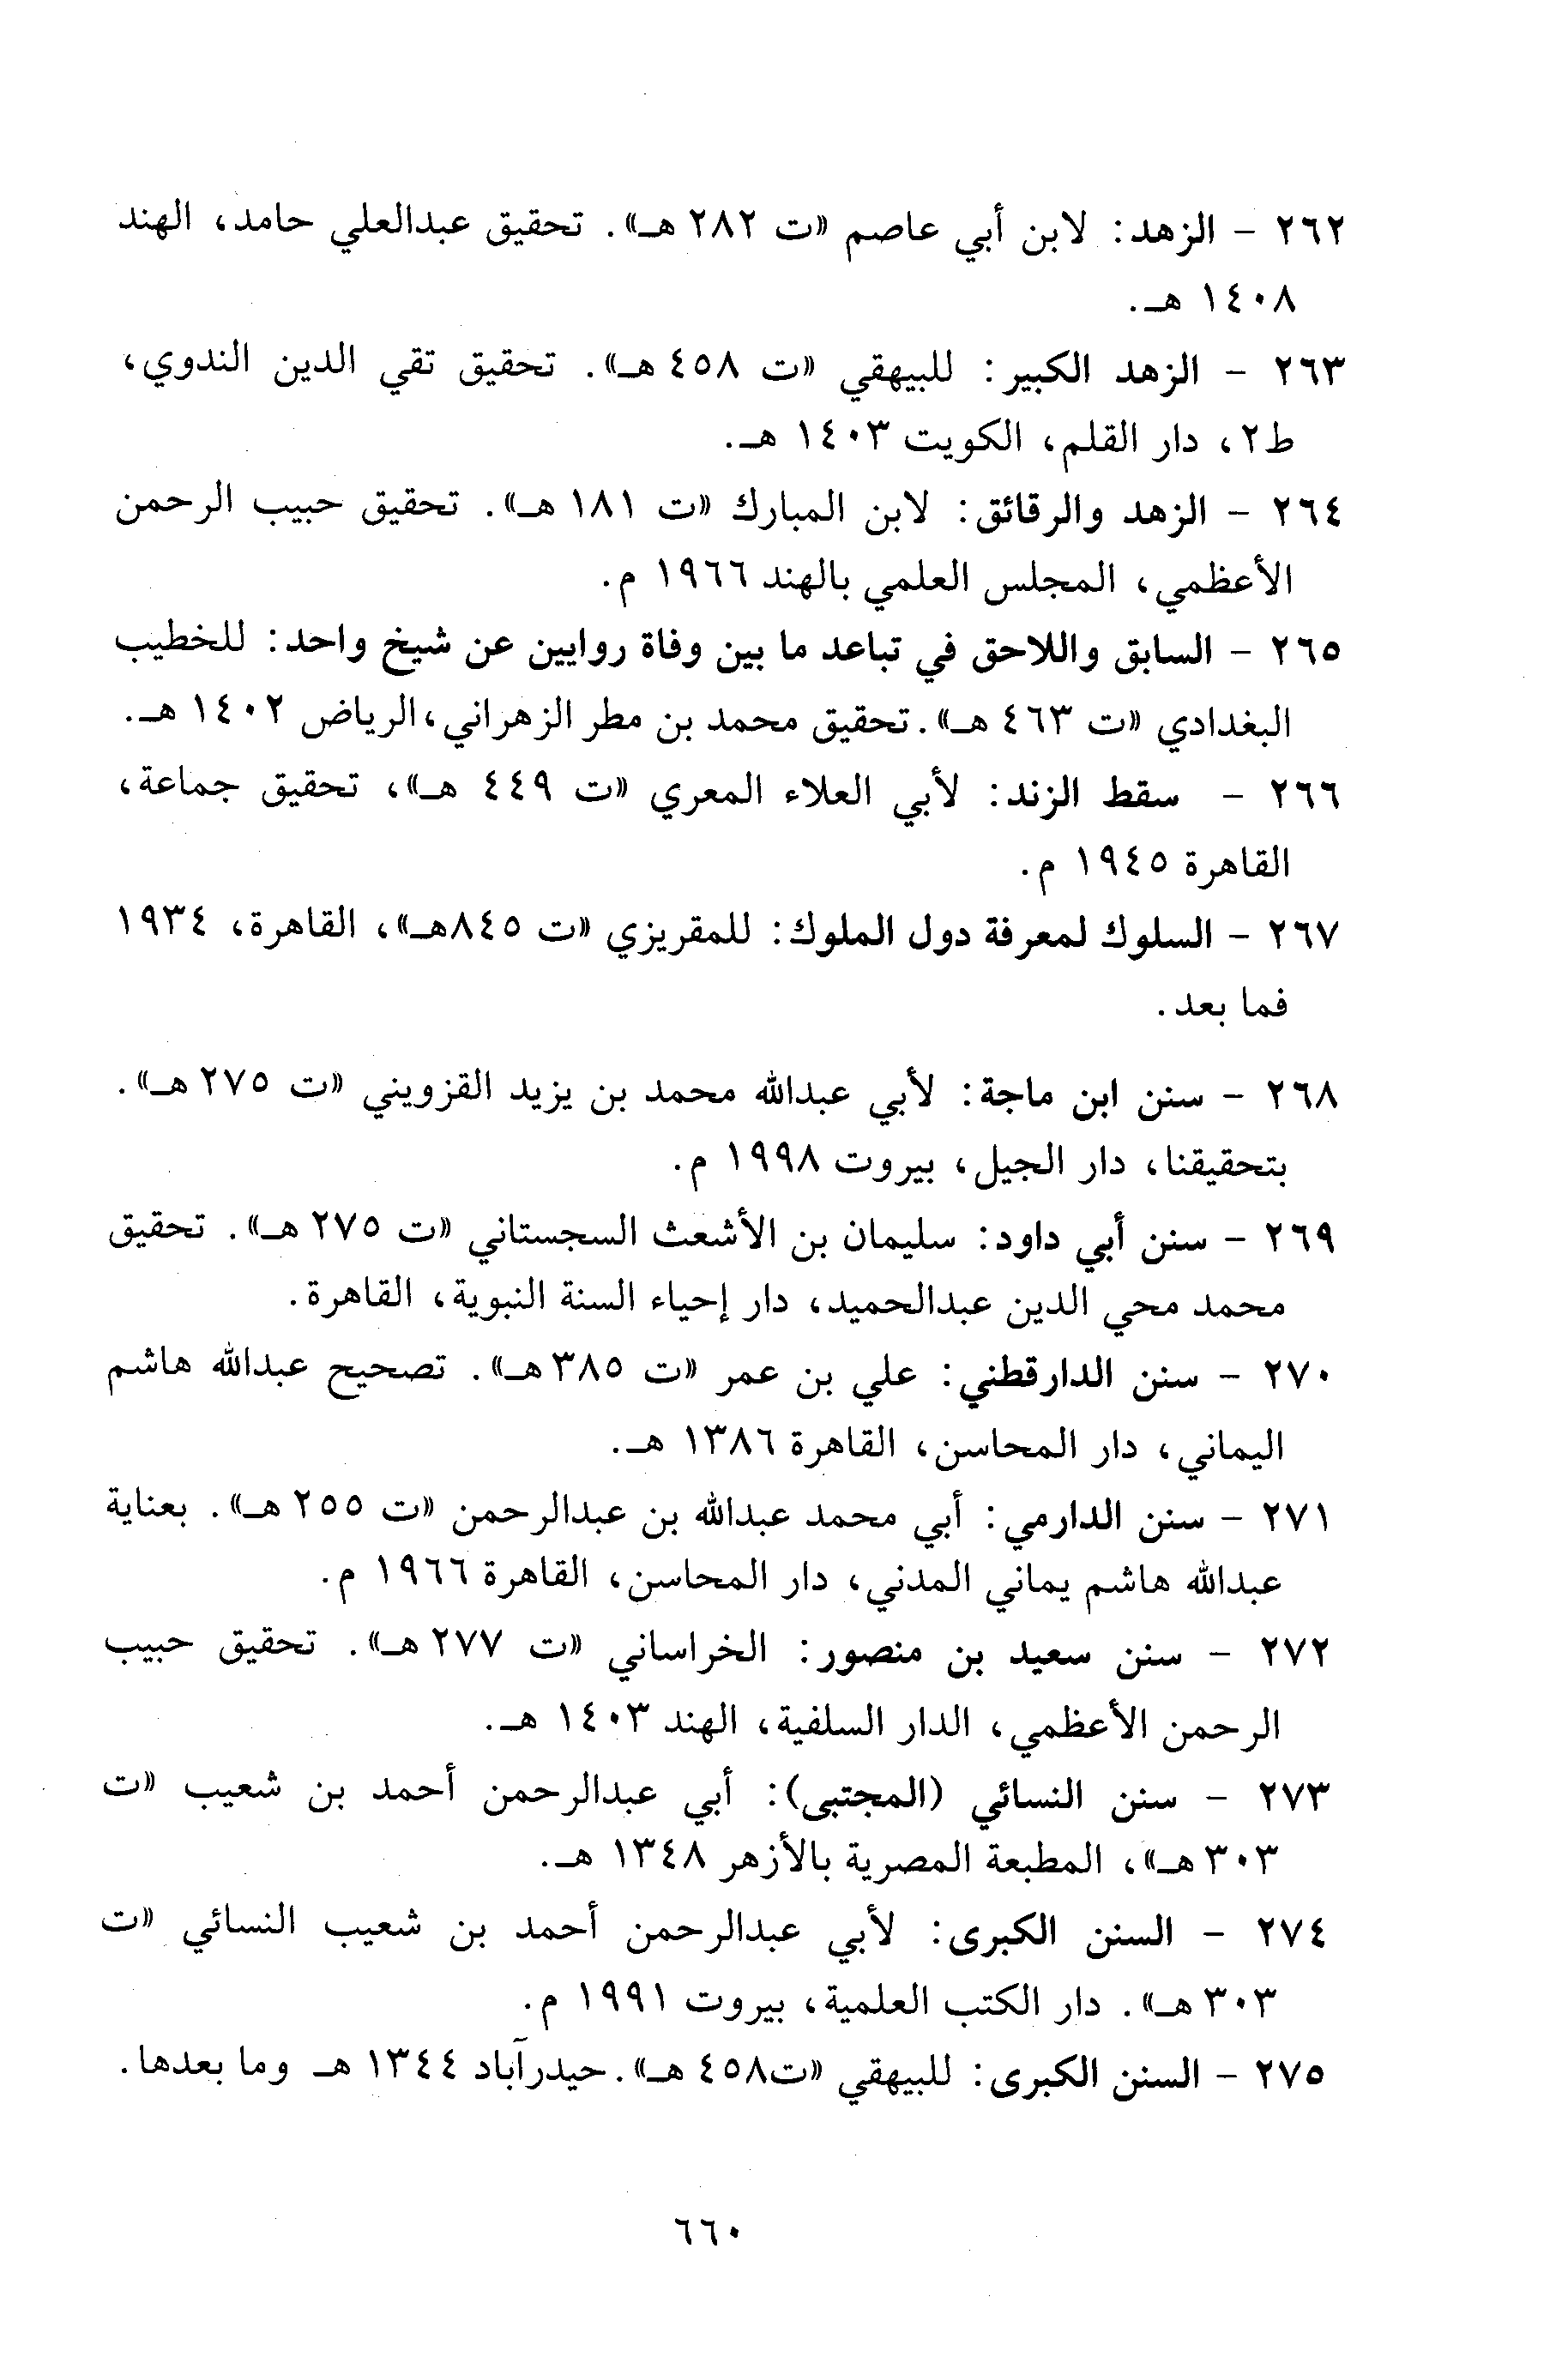 ٢٦٢ - الزهد: لابن أبي عاصم «ت ٢٨٢ هـ». تحقيق عبدالعلي حامد، الهند
١٤٠٨ هـ.
٢٦٣ - الزهد الكبير: للبيهقي «ت ٤٥٨ هـ». تحقيق تقي الدين الندوي،
ط٢، دار القلم، الكويت ١٤٠٣ هـ.
٢٦٤ - الزهد والرقائق: لابن المبارك «ت ١٨١ هـ». تحقيق حبيب الرحمن
الأعظمي، المجلس العلمي بالهند ١٩٦٦ م.
٢٦٥ - السابق واللاحق في تباعد ما بين وفاة روايين عن شيخ واحد: للخطيب
البغدادي «ت ٤٦٣ هـ». تحقيق محمد بن مطر الزهراني،الرياض ١٤٠٢ هـ.
٢٦٦ - سقط الزند: لأبي العلاء المعري «ت ٤٤٩ هـ»، تحقيق جماعة،
القاهرة ١٩٤٥ م.
٢٦٧ - السلوك لمعرفة دول الملوك: للمقريزي «ت ٨٤٥هـ»، القاهرة، ١٩٣٤
فما بعد.
٢٦٨ - سنن ابن ماجة: لأبي عبدالله محمد بن يزيد القزويني «ت ٢٧٥ هـ».
بتحقيقنا، دار الجيل، بيروت ١٩٩٨ م.
٢٦٩ - سنن أبي داود: سليمان بن الأشعث السجستاني «ت ٢٧٥ هـ». تحقيق
محمد محي الدين عبدالحميد، دار إحياء السنة النبوية، القاهرة.
٢٧٠ - سنن الدارقطني: علي بن عمر «ت ٣٨٥هـ». تصحيح عبدالله هاشم
اليماني، دار المحاسن، القاهرة ١٣٨٦ هـ.
٢٧١ - سنن الدارمي: أبي محمد عبدالله بن عبدالرحمن «ت ٢٥٥ هـ». بعناية
عبدالله هاشم يماني المدني، دار المحاسن، القاهرة ١٩٦٦ م.
٢٧٢ - سنن سعيد بن منصور: الخراساني «ت ٢٧٧ هـ». تحقيق حبيب
الرحمن الأعظمي، الدار السلفية، الهند ١٤٠٣ هـ.
٢٧٣ - سنن النسائي (المجتبى): أبي عبدالرحمن أحمد بن شعيب «ت
٣٠٣ هـ»، المطبعة المصرية بالأزهر ١٣٤٨ هـ.
٢٧٤ - السنن الكبرى: لأبي عبدالرحمن أحمد بن شعيب النسائي «ت
٣٠٣ هـ». دار الكتب العلمية، بيروت ١٩٩١ م.
٢٧٥ - السنن الكبرى: للبيهقي «ت٤٥٨ هـ». حيدرآباد ١٣٤٤ هـ وما بعدها.
٦٦٠